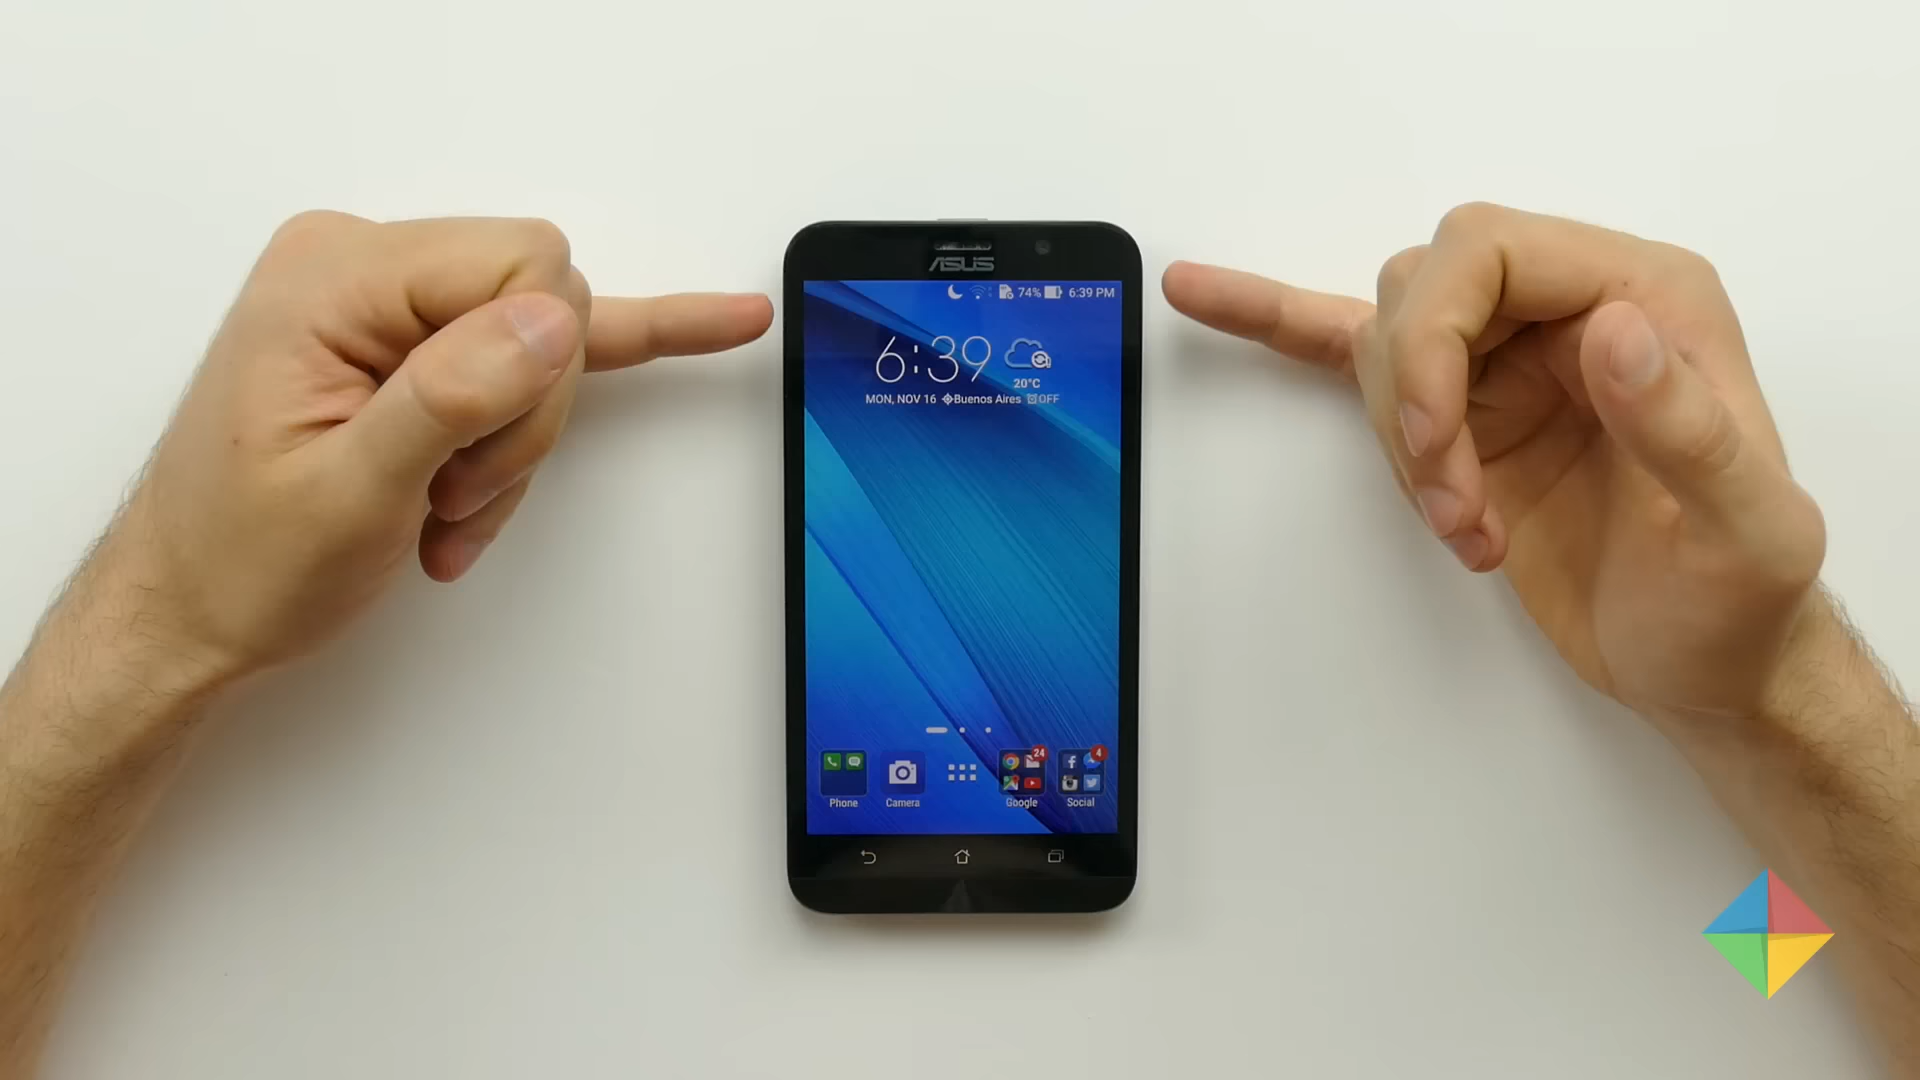 ASUS
74% 6:39 PM
6:39
20°C
MON, NOV 16 Buenos Aires OFF
24
4
Phone
Camera
Google
Social